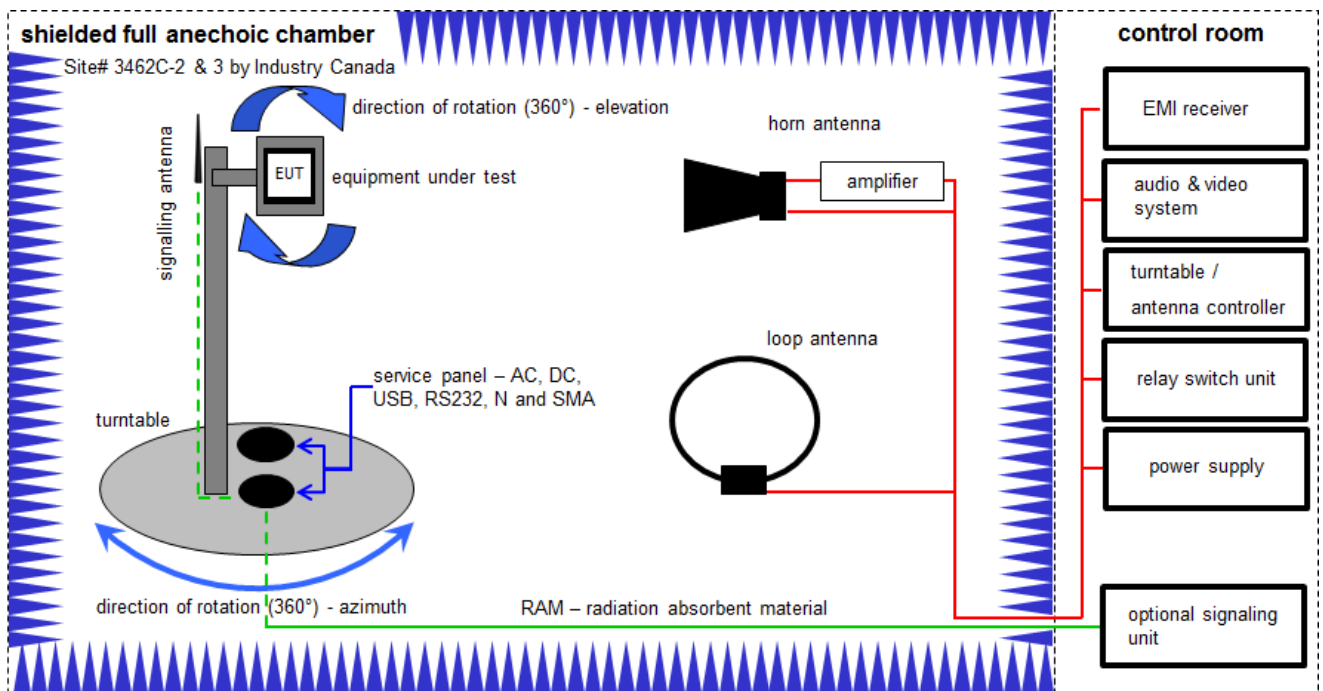 shielded full anechoic chamber
Site# 3462C-2 & 3 by Industry Canada
direction of rotation (360°) - elevation
signalling antenna
EUT
equipment under test
horn antenna
amplifier
loop antenna
service panel – AC, DC,
USB, RS232, N and SMA
turntable
direction of rotation (360°) - azimuth
RAM – radiation absorbent material
control room
EMI receiver
audio & video
system
turntable /
antenna controller
relay switch unit
power supply
optional signaling
unit